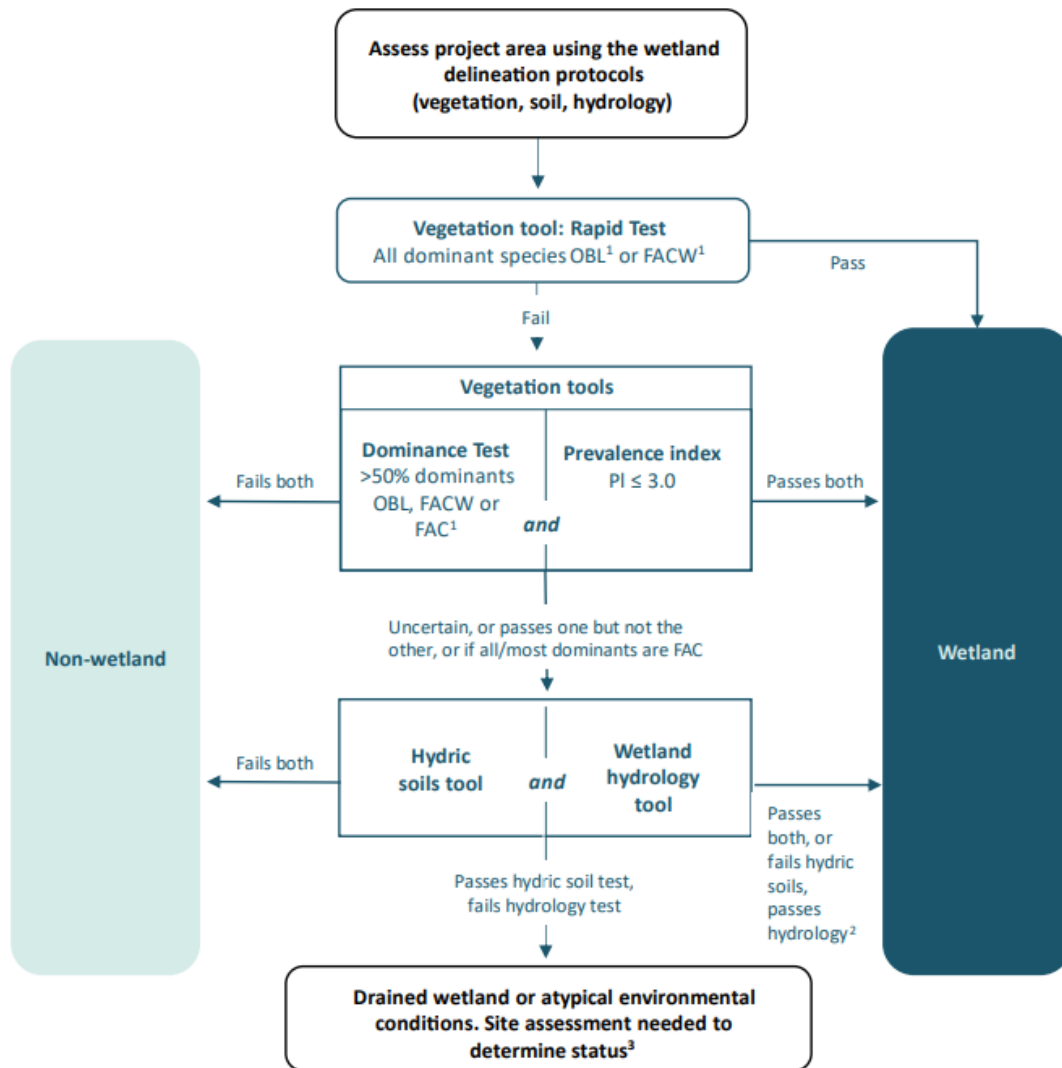 Assess project area using the wetland
delineation protocols
(vegetation, soil, hydrology)
Vegetation tool: Rapid Test
All dominant species OBL¹ or FACW¹
Pass
Fail
Vegetation tools
Dominance Test
>50% dominants
OBL, FACW or
FAC¹
and
Prevalence index
PI ≤ 3.0
Fails both
Passes both
Uncertain, or passes one but not the
other, or if all/most dominants are FAC
Non-wetland
Wetland
Hydric
soils tool
and
Wetland
hydrology
tool
Fails both
Passes
both, or
fails hydric
soils,
passes
hydrology²
Passes hydric soil test,
fails hydrology test
Drained wetland or atypical environmental
conditions. Site assessment needed to
determine status³